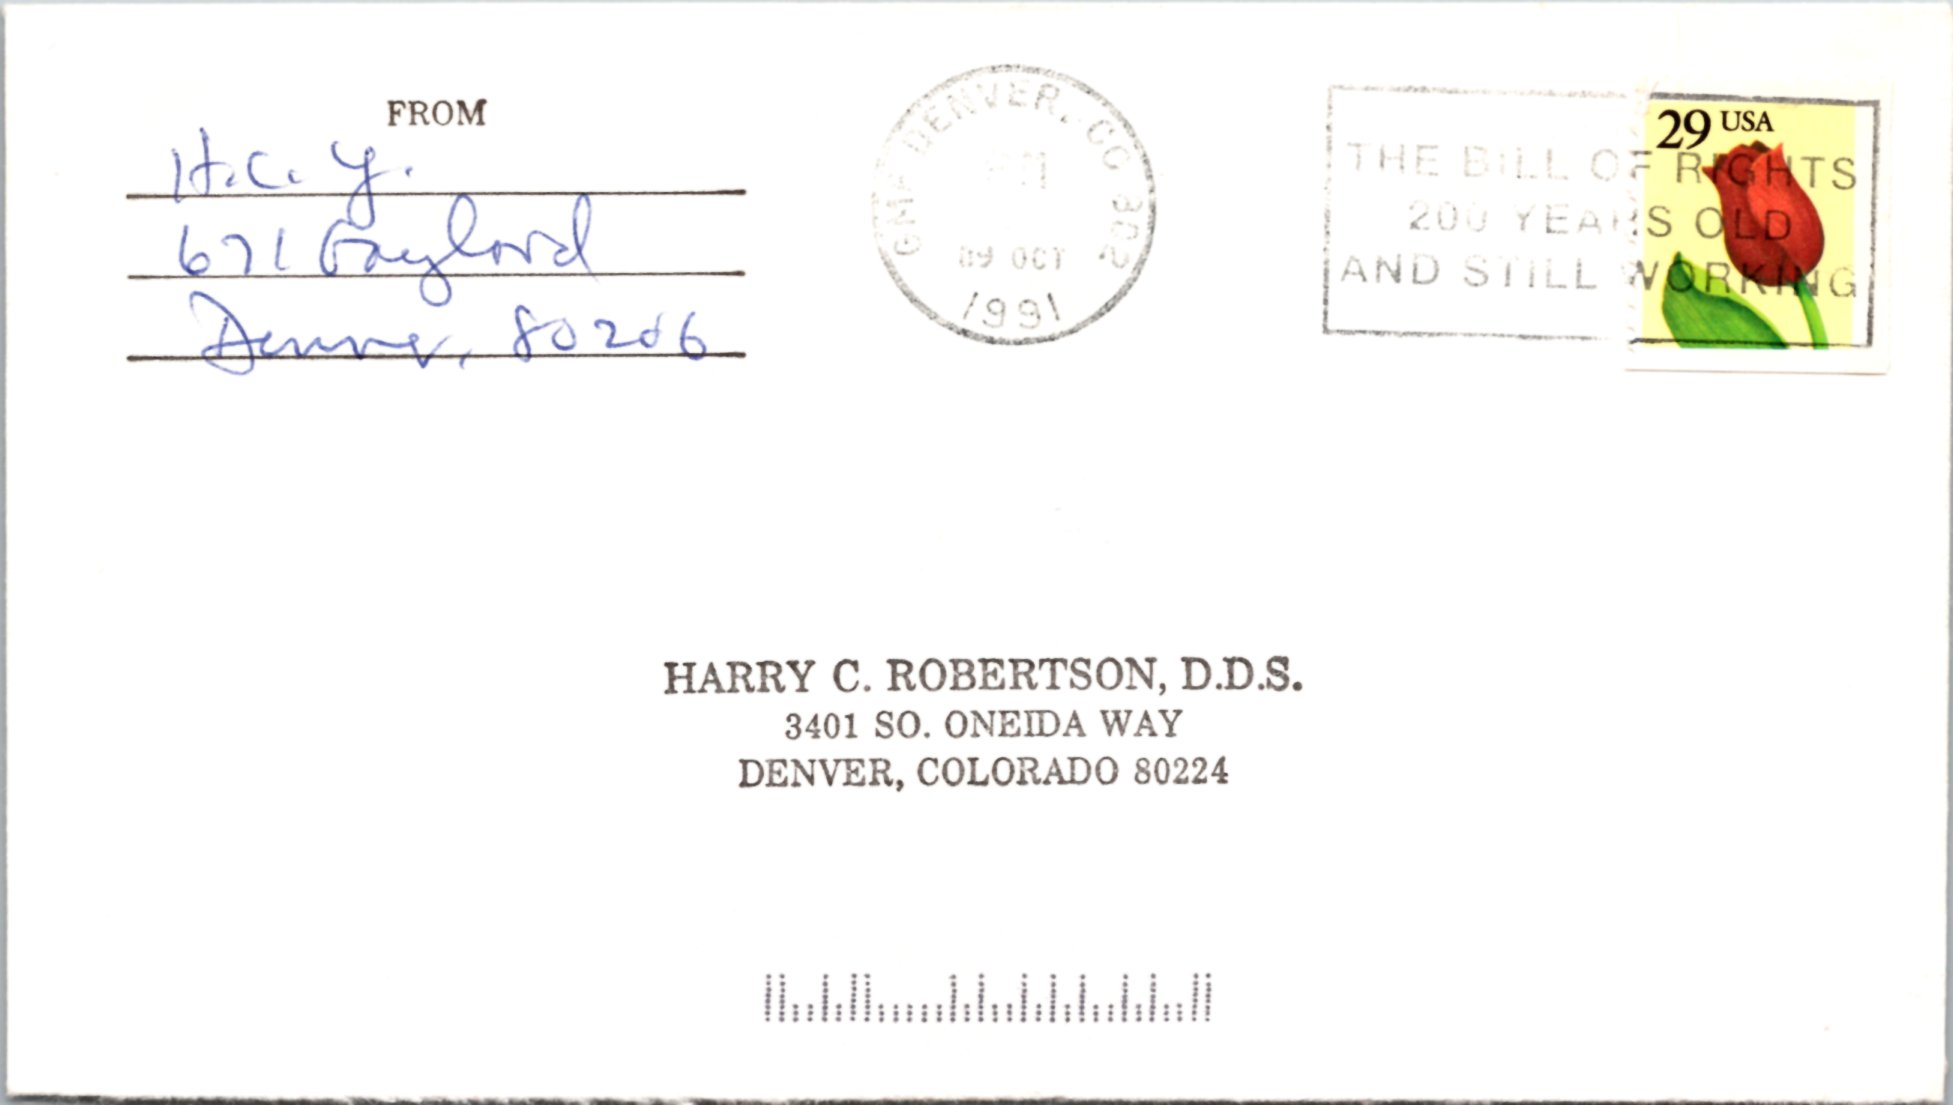 FROM
H.C. Y.
671 Gaylord
Denver, 80206
GMF DENVER, CO 802
PM
09 OCT
1991
THE BILL OF RIGHTS
200 YEARS OLD
AND STILL WORKING
29 USA
HARRY C. ROBERTSON, D.D.S.
3401 SO. ONEIDA WAY
DENVER, COLORADO 80224